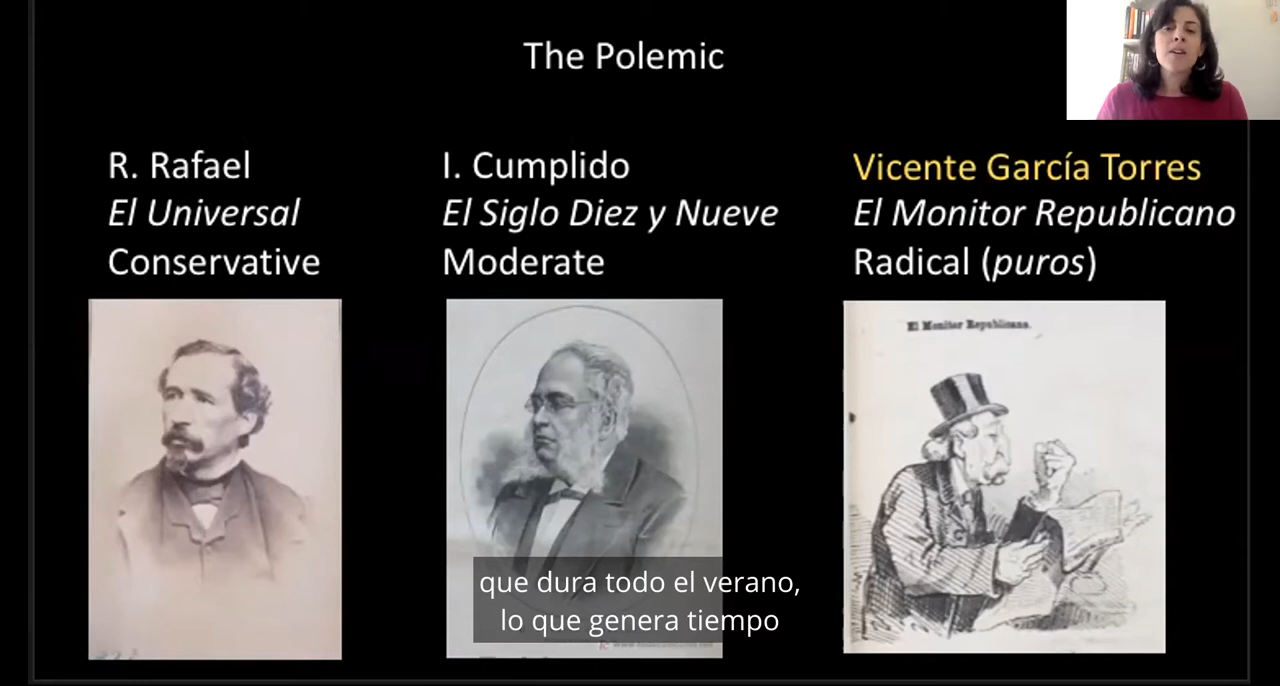 The Polemic
R. Rafael
El Universal
Conservative
I. Cumplido
El Siglo Diez y Nueve
Moderate
Vicente García Torres
El Monitor Republicano
Radical (puros)
El Monitor Republicano.
que dura todo el verano,
lo que genera tiempo